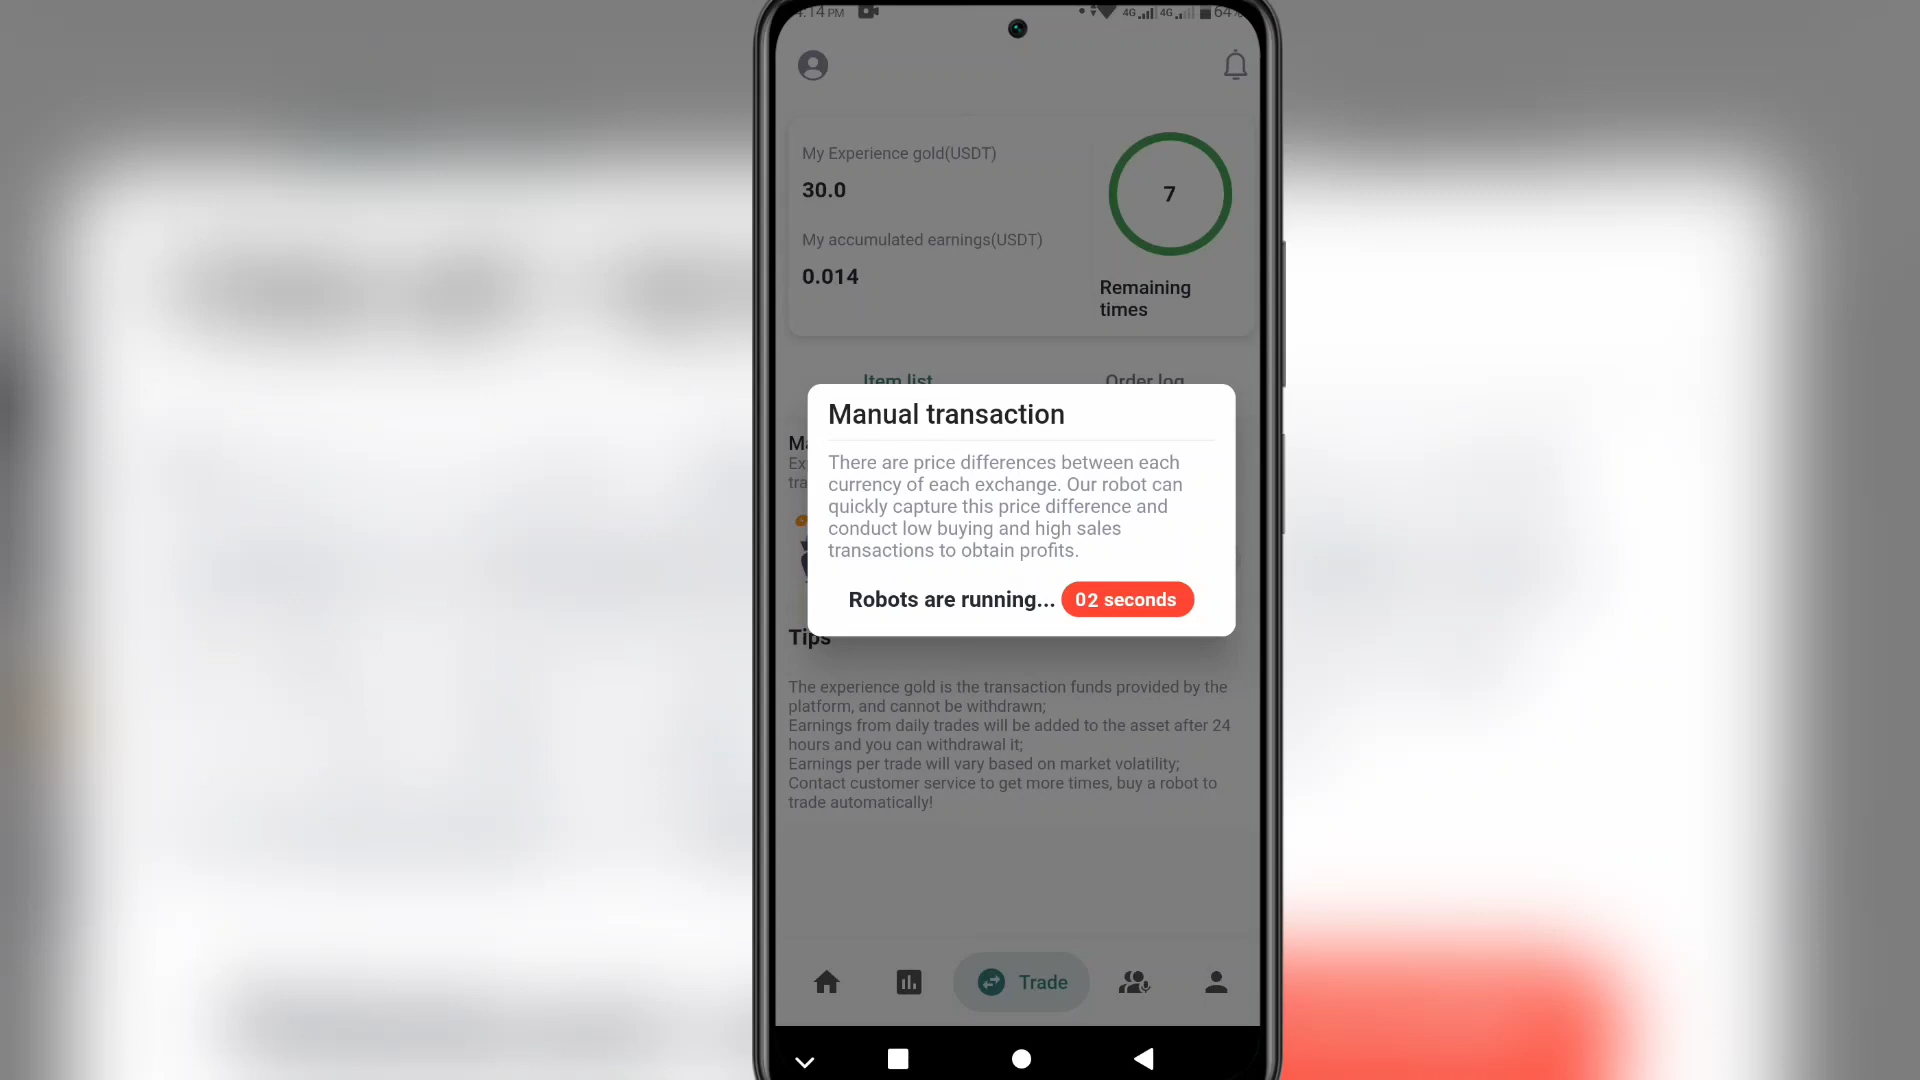 4:14 PM
4G 4G 64%
My Experience gold(USDT)
30.0
7
My accumulated earnings(USDT)
0.014
Remaining
times
Item list Order log
Manual transaction
There are price differences between each
currency of each exchange. Our robot can
quickly capture this price difference and
conduct low buying and high sales
transactions to obtain profits.
Robots are running... 02 seconds
Tips
The experience gold is the transaction funds provided by the
platform, and cannot be withdrawn;
Earnings from daily trades will be added to the asset after 24
hours and you can withdrawal it;
Earnings per trade will vary based on market volatility;
Contact customer service to get more times, buy a robot to
trade automatically!
Trade